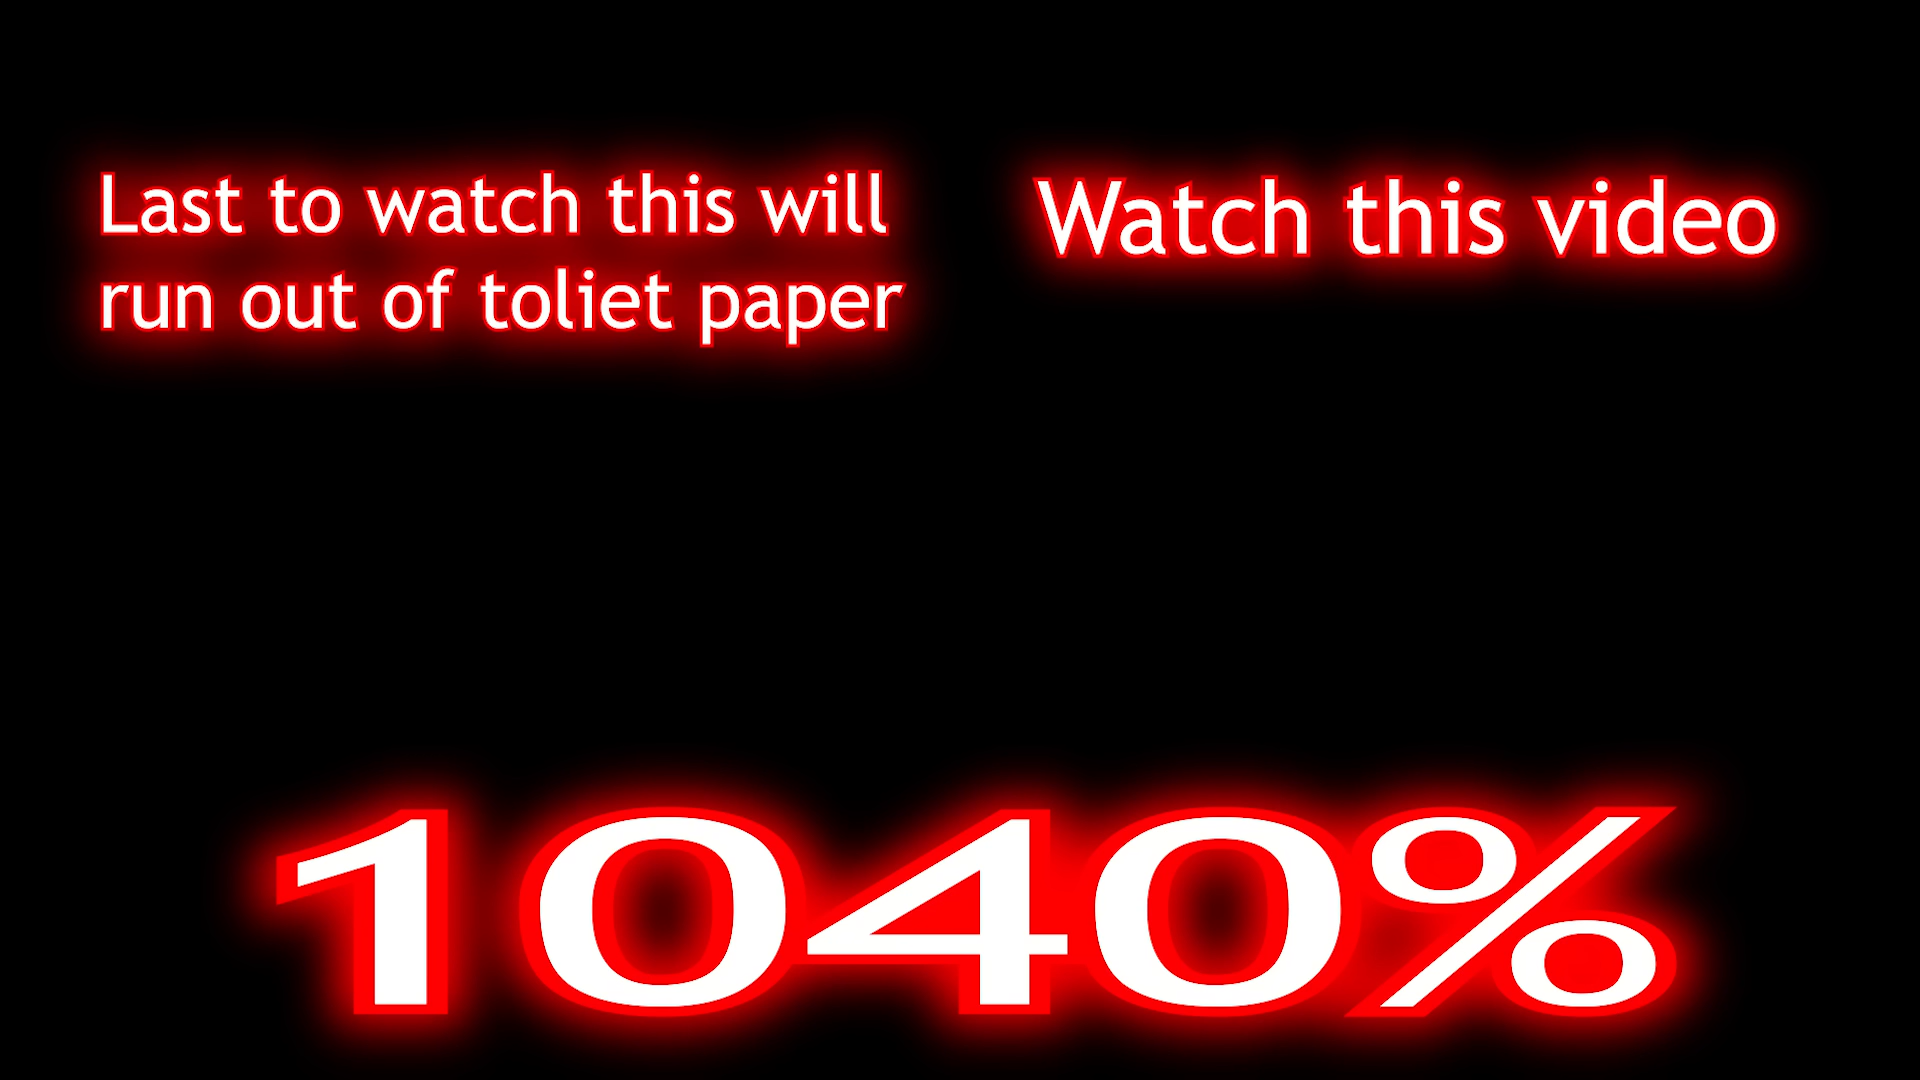 Last to watch this will
run out of toliet paper
Watch this video
1040%